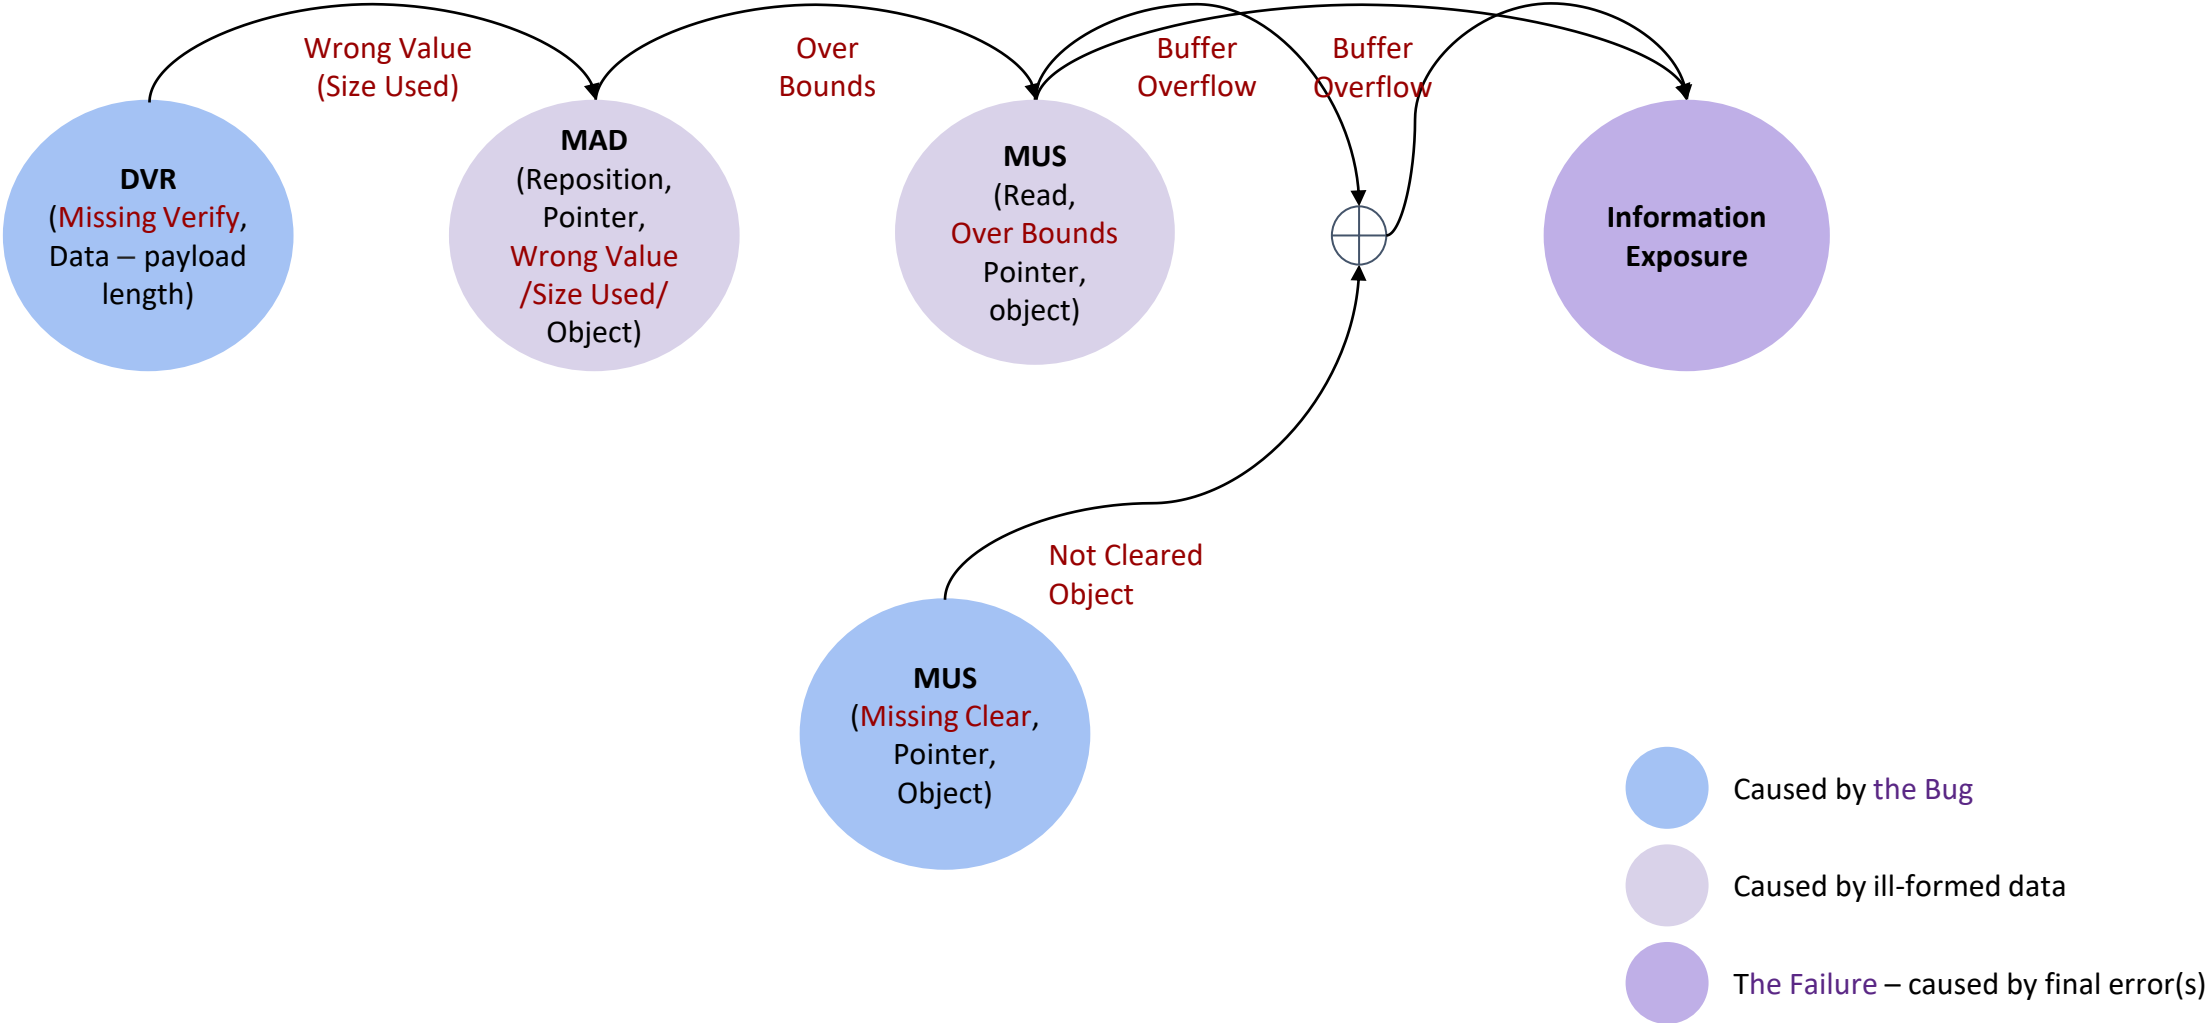 Wrong Value
(Size Used)
Over
Bounds
Buffer
Overflow
Buffer
Overflow
DVR
(Missing Verify,
Data – payload
length)
MAD
(Reposition,
Pointer,
Wrong Value
/Size Used/
Object)
MUS
(Read,
Over Bounds
Pointer,
object)
Information
Exposure
Not Cleared
Object
MUS
(Missing Clear,
Pointer,
Object)
Caused by the Bug
Caused by ill-formed data
The Failure – caused by final error(s)